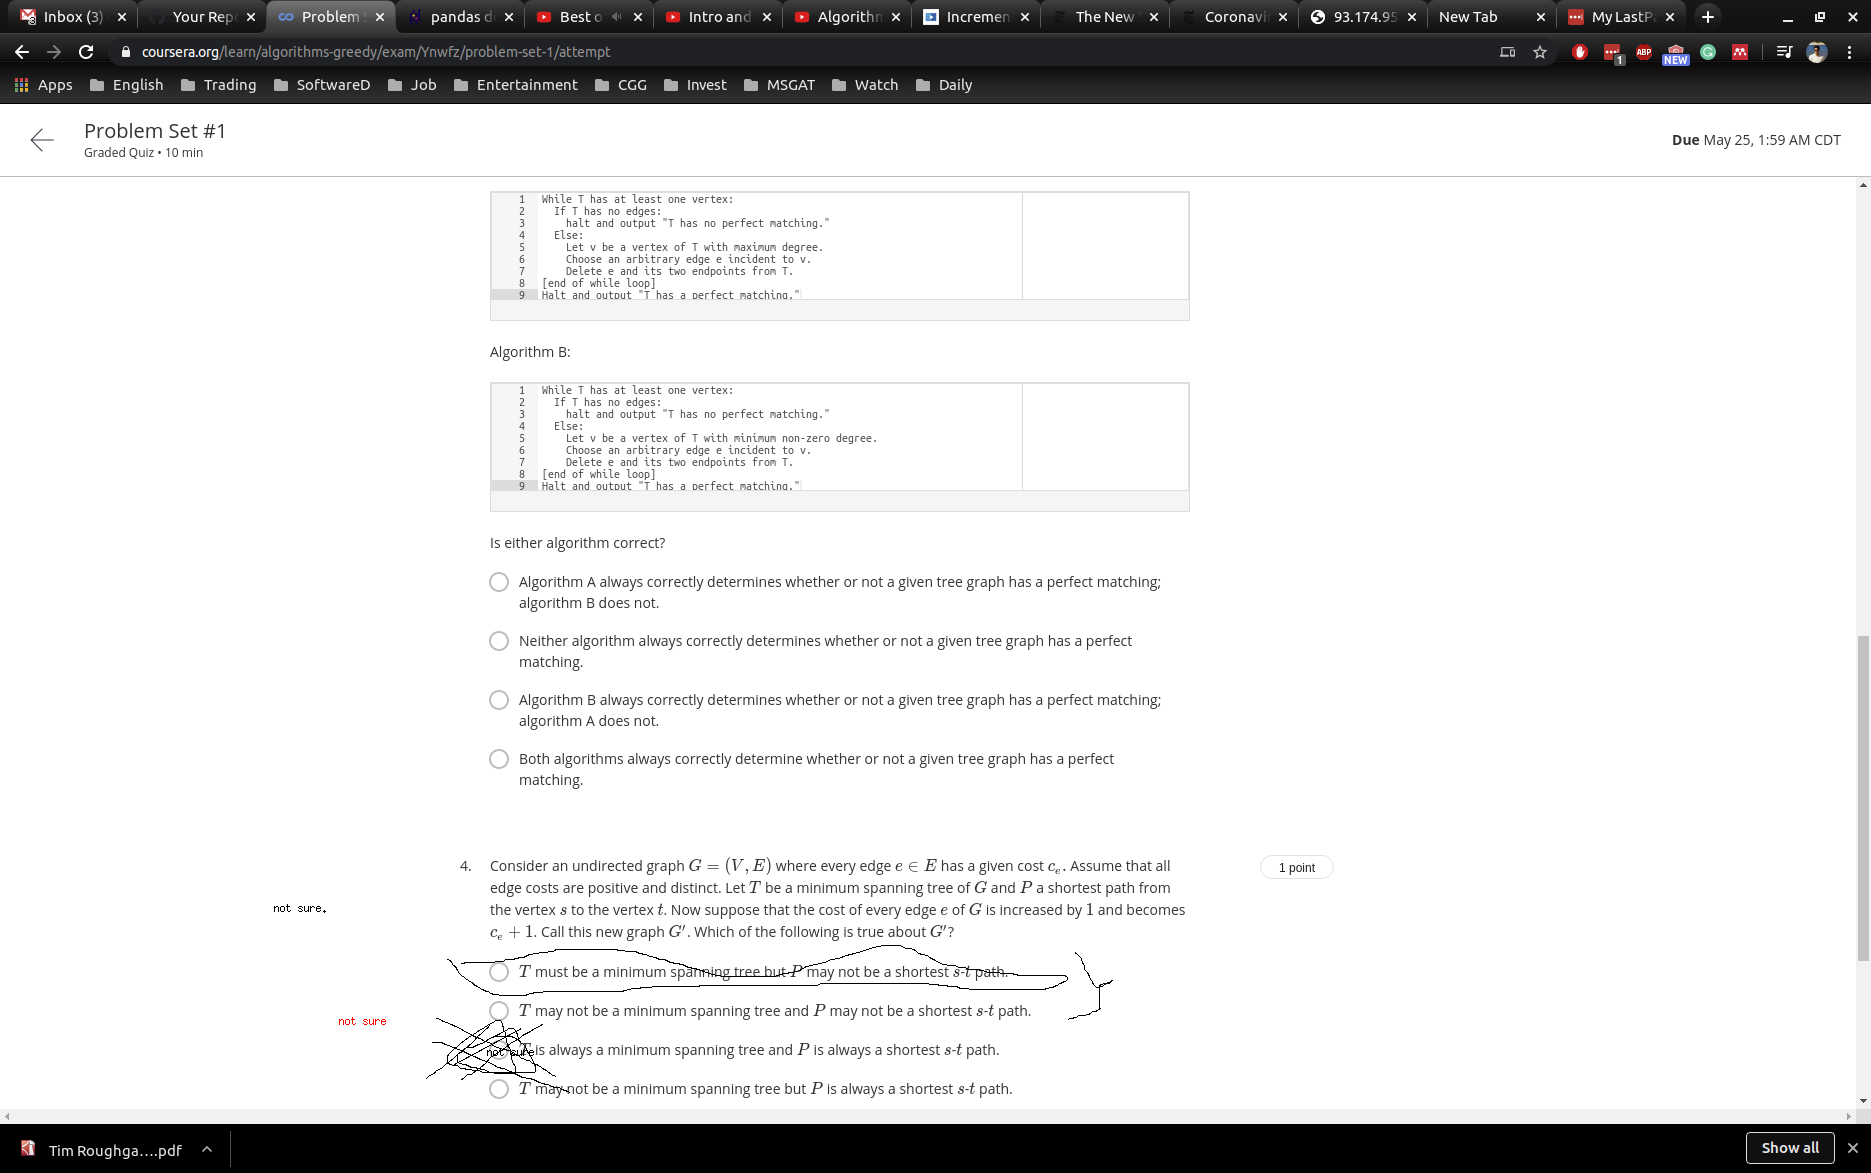 Inbox (3)
Your Rep
Problem
pandas d
Best o
Intro and
Algorithm
Incremen
The New
Coronavi
93.174.95
New Tab
My LastP
coursera.org/learn/algorithms-greedy/exam/Ynwfz/problem-set-1/attempt
1
ABP
NEW
Apps
English
Trading
SoftwareD
Job
Entertainment
CGG
Invest
MSGAT
Watch
Daily
Problem Set #1
Graded Quiz • 10 min
Due May 25, 1:59 AM CDT
1 While T has at least one vertex:
2 If T has no edges:
3 halt and output "T has no perfect matching."
4 Else:
5 Let v be a vertex of T with maximum degree.
6 Choose an arbitrary edge e incident to v.
7 Delete e and its two endpoints from T.
8 [end of while loop]
9 Halt and output "T has a perfect matching."
Algorithm B:
1 While T has at least one vertex:
2 If T has no edges:
3 halt and output "T has no perfect matching."
4 Else:
5 Let v be a vertex of T with minimum non-zero degree.
6 Choose an arbitrary edge e incident to v.
7 Delete e and its two endpoints from T.
8 [end of while loop]
9 Halt and output "T has a perfect matching."
Is either algorithm correct?
Algorithm A always correctly determines whether or not a given tree graph has a perfect matching;
algorithm B does not.
Neither algorithm always correctly determines whether or not a given tree graph has a perfect
matching.
Algorithm B always correctly determines whether or not a given tree graph has a perfect matching;
algorithm A does not.
Both algorithms always correctly determine whether or not a given tree graph has a perfect
matching.
4. Consider an undirected graph G = (V, E) where every edge e ∈ E has a given cost cₑ. Assume that all
1 point
edge costs are positive and distinct. Let T be a minimum spanning tree of G and P a shortest path from
not sure.
the vertex s to the vertex t. Now suppose that the cost of every edge e of G is increased by 1 and becomes
cₑ + 1. Call this new graph G′. Which of the following is true about G′?
T must be a minimum spanning tree but P may not be a shortest s-t path.
T may not be a minimum spanning tree and P may not be a shortest s-t path.
not sure
not sure
T is always a minimum spanning tree and P is always a shortest s-t path.
T may not be a minimum spanning tree but P is always a shortest s-t path.
Tim Roughga....pdf
Show all